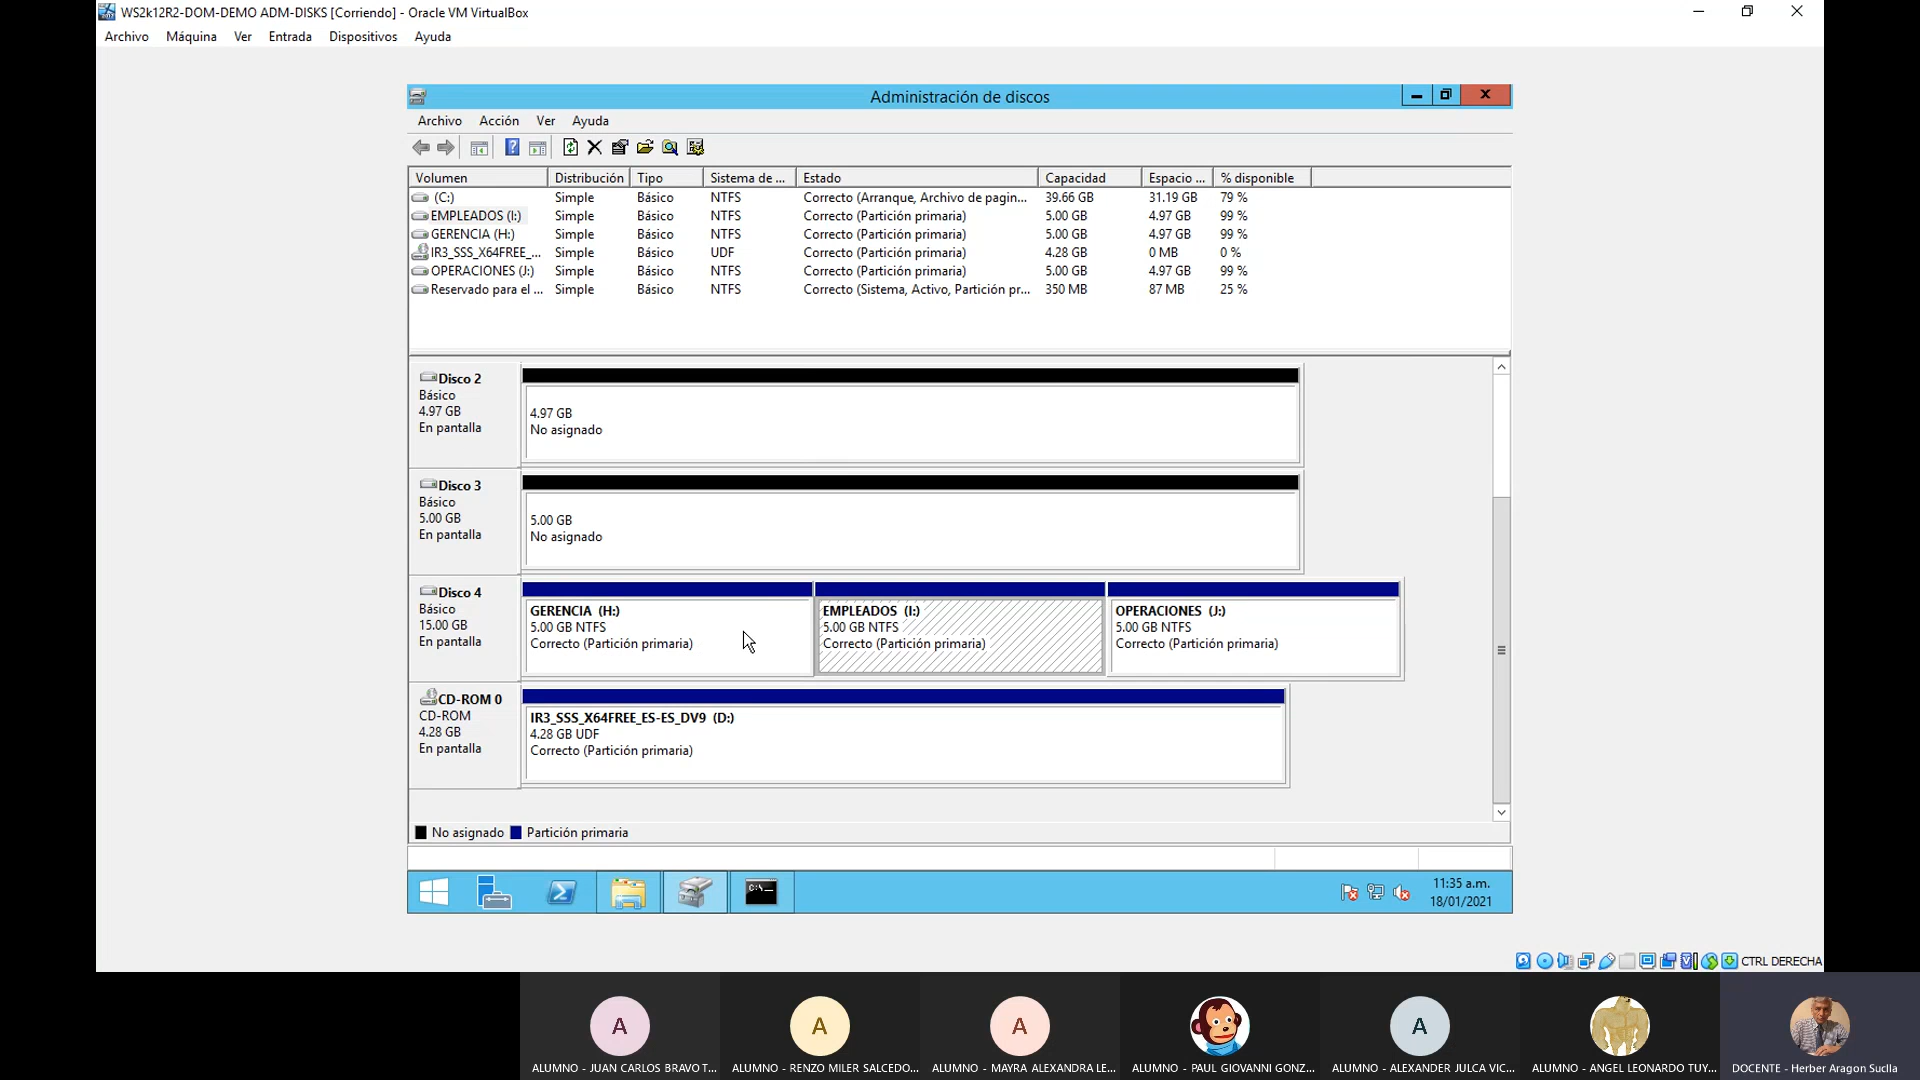 WS2k12R2-DOM-DEMO ADM-DISKS [Corriendo] - Oracle VM VirtualBox
Archivo Máquina Ver Entrada Dispositivos Ayuda
Administración de discos
Archivo Acción Ver Ayuda
Volumen Distribución Tipo Sistema de ... Estado Capacidad Espacio ... % disponible
(C:) Simple Básico NTFS Correcto (Arranque, Archivo de pagin... 39.66 GB 31.19 GB 79 %
EMPLEADOS (I:) Simple Básico NTFS Correcto (Partición primaria) 5.00 GB 4.97 GB 99 %
GERENCIA (H:) Simple Básico NTFS Correcto (Partición primaria) 5.00 GB 4.97 GB 99 %
IR3_SSS_X64FREE_... Simple Básico UDF Correcto (Partición primaria) 4.28 GB 0 MB 0 %
OPERACIONES (J:) Simple Básico NTFS Correcto (Partición primaria) 5.00 GB 4.97 GB 99 %
Reservado para el ... Simple Básico NTFS Correcto (Sistema, Activo, Partición pr... 350 MB 87 MB 25 %
Disco 2
Básico
4.97 GB
En pantalla
4.97 GB
No asignado
Disco 3
Básico
5.00 GB
En pantalla
5.00 GB
No asignado
Disco 4
Básico
15.00 GB
En pantalla
GERENCIA (H:)
5.00 GB NTFS
Correcto (Partición primaria)
EMPLEADOS (I:)
5.00 GB NTFS
Correcto (Partición primaria)
OPERACIONES (J:)
5.00 GB NTFS
Correcto (Partición primaria)
CD-ROM 0
CD-ROM
4.28 GB
En pantalla
IR3_SSS_X64FREE_ES-ES_DV9 (D:)
4.28 GB UDF
Correcto (Partición primaria)
No asignado Partición primaria
C:\_
11:35 a.m.
18/01/2021
CTRL DERECHA
A
A
A
A
ALUMNO - JUAN CARLOS BRAVO T...
ALUMNO - RENZO MILER SALCEDO...
ALUMNO - MAYRA ALEXANDRA LE...
ALUMNO - PAUL GIOVANNI GONZ...
ALUMNO - ALEXANDER JULCA VIC...
ALUMNO - ANGEL LEONARDO TUY...
DOCENTE - Herber Aragon Suclla